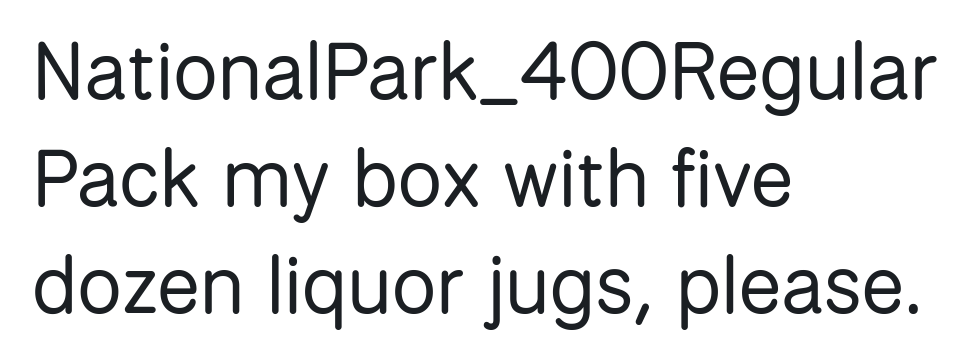 NationalPark_400Regular
Pack my box with five
dozen liquor jugs, please.